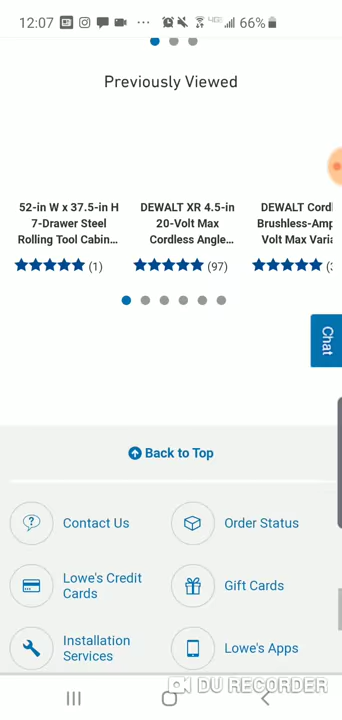 12:07
66%
Previously Viewed
52-in W x 37.5-in H
7-Drawer Steel
Rolling Tool Cabin...
(1)
DEWALT XR 4.5-in
20-Volt Max
Cordless Angle...
(97)
DEWALT Cord
Brushless-Amp
Volt Max Varia
Chat
Back to Top
Contact Us
Order Status
Lowe's Credit
Cards
Gift Cards
Installation
Services
Lowe's Apps
DU RECORDER